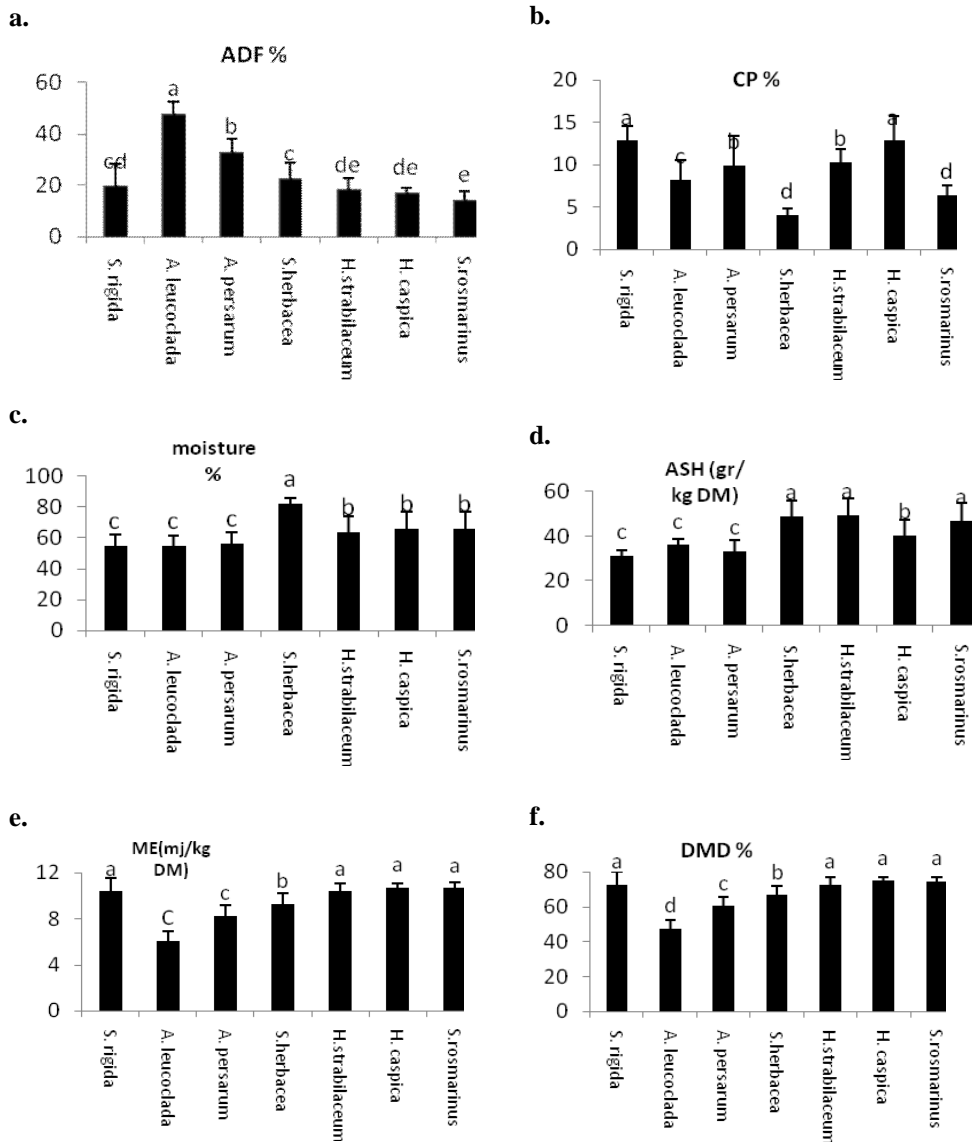 a.
ADF %
60
40
20
0
cd
a
b
c
de
de
e
S. rigida
A. leucoclada
A. persarum
S.herbacea
H.strabilaceum
H. caspica
S.rosmarinus
b.
CP %
20
15
10
5
0
a
c
b
d
b
a
d
S. rigida
A. leucoclada
A. persarum
S.herbacea
H.strabilaceum
H. caspica
S.rosmarinus
c.
moisture
%
100
80
60
40
20
0
c
c
c
a
b
b
b
S. rigida
A. leucoclada
A. persarum
S.herbacea
H.strabilaceum
H. caspica
S.rosmarinus
d.
ASH (gr/
kg DM)
60
40
20
0
c
c
c
a
a
b
a
S. rigida
A. leucoclada
A. persarum
S.herbacea
H.strabilaceum
H. caspica
S.rosmarinus
e.
ME(mj/kg
DM)
12
8
4
0
a
C
c
b
a
a
a
S. rigida
A. leucoclada
A. persarum
S.herbacea
H.strabilaceum
H. caspica
S.rosmarinus
f.
DMD %
80
60
40
20
0
a
d
c
b
a
a
a
S. rigida
A. leucoclada
A. persarum
S.herbacea
H.strabilaceum
H. caspica
S.rosmarinus